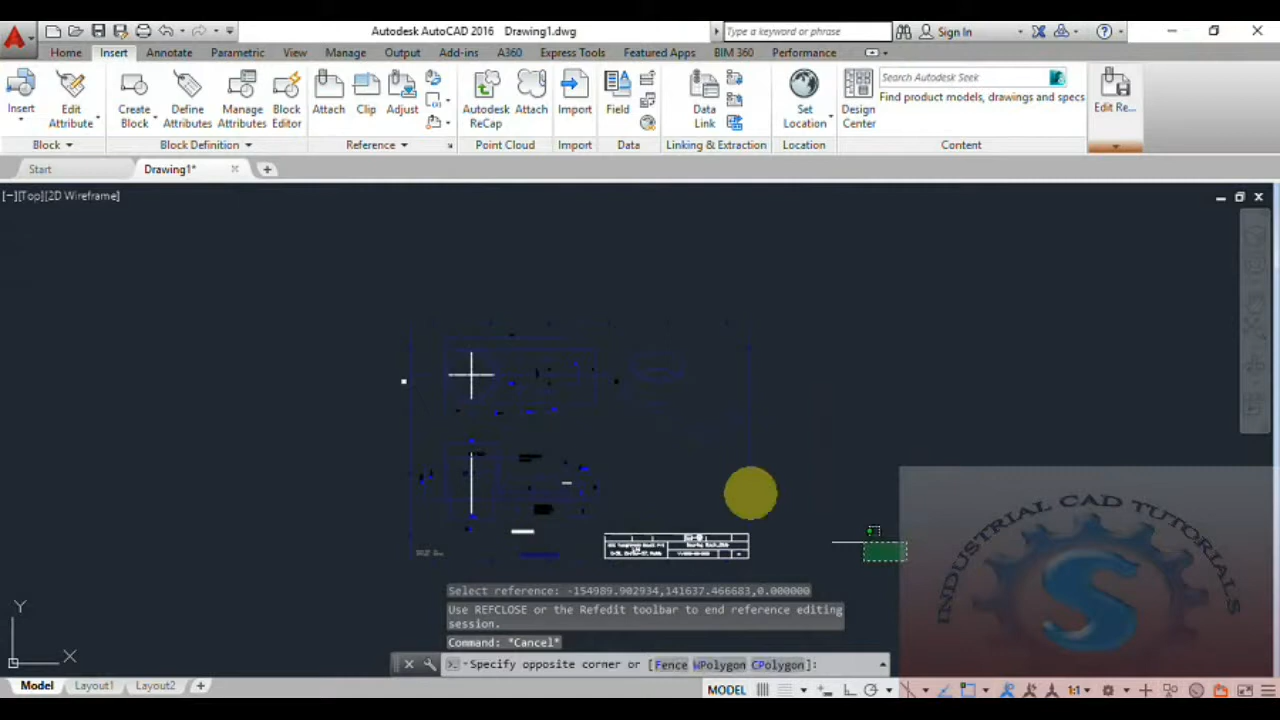 Autodesk AutoCAD 2016 Drawing1.dwg
Type a keyword or phrase
Sign In
Home Insert Annotate Parametric View Manage Output Add-ins A360 Express Tools Featured Apps BIM 360 Performance
Insert
Edit Attribute
Create Block
Define Attributes
Manage Attributes
Block Editor
Attach
Clip
Adjust
Autodesk ReCap
Attach
Import
Field
Data Link
Set Location
Design Center
Search Autodesk Seek
Find product models, drawings and specs
Edit Re...
Block
Block Definition
Reference
Point Cloud
Import
Data
Linking & Extraction
Location
Content
Start
Drawing1*
[−][Top][2D Wireframe]
INDUSTRIAL CAD TUTORIALS
S
Select reference: -154989.902934,141637.466683,0.000000
Use REFCLOSE or the Refedit toolbar to end reference editing
session.
Command: *Cancel*
Specify opposite corner or [Fence WPolygon CPolygon]:
Y
X
Model Layout1 Layout2
MODEL
1:1